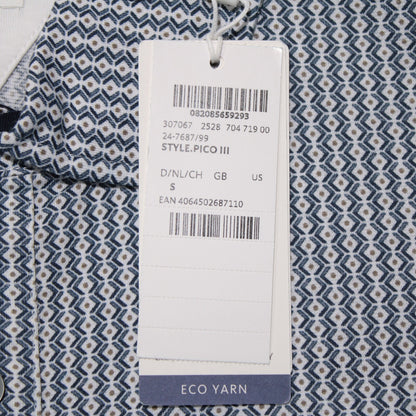 082085659293
307067 2528 704 719 00
24-7687/99
STYLE.PICO III
D/NL/CH GB US
S
EAN 4064502687110
ECO YARN